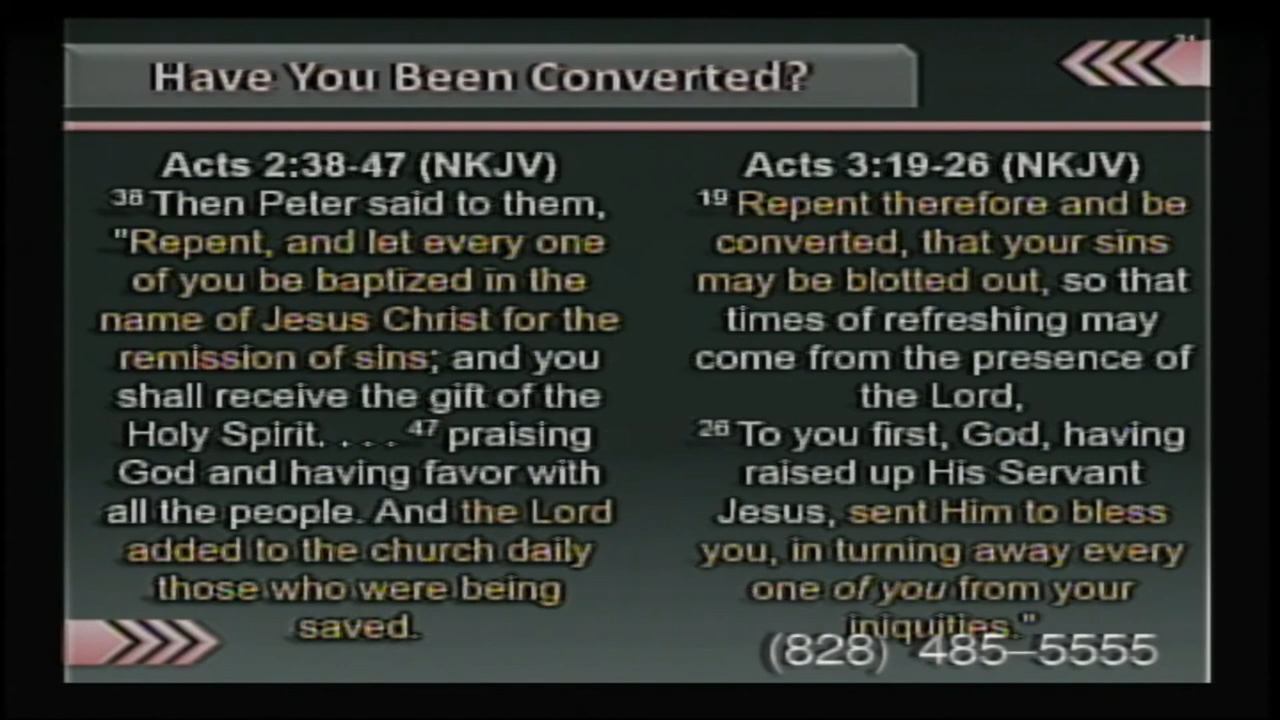 Have You Been Converted?
Acts 2:38-47 (NKJV)
38 Then Peter said to them,
"Repent, and let every one
of you be baptized in the
name of Jesus Christ for the
remission of sins; and you
shall receive the gift of the
Holy Spirit. . . . 47 praising
God and having favor with
all the people. And the Lord
added to the church daily
those who were being
saved.
Acts 3:19-26 (NKJV)
19 Repent therefore and be
converted, that your sins
may be blotted out, so that
times of refreshing may
come from the presence of
the Lord,
26 To you first, God, having
raised up His Servant
Jesus, sent Him to bless
you, in turning away every
one of you from your
iniquities."
(828) 485-5555